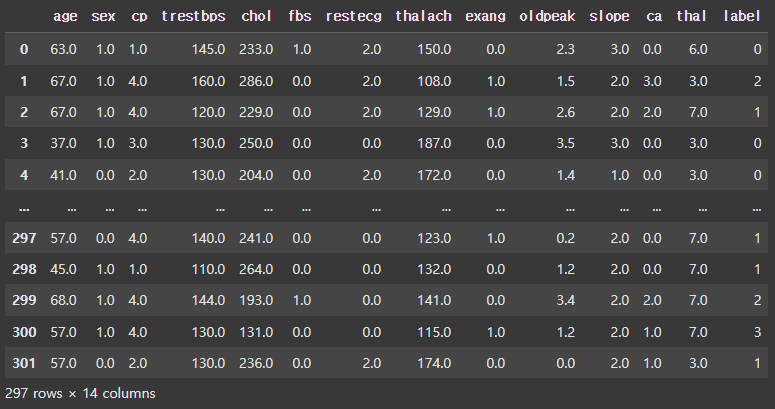 age sex cp trestbps chol fbs restecg thalach exang oldpeak slope ca thal label
0 63.0 1.0 1.0 145.0 233.0 1.0 2.0 150.0 0.0 2.3 3.0 0.0 6.0 0
1 67.0 1.0 4.0 160.0 286.0 0.0 2.0 108.0 1.0 1.5 2.0 3.0 3.0 2
2 67.0 1.0 4.0 120.0 229.0 0.0 2.0 129.0 1.0 2.6 2.0 2.0 7.0 1
3 37.0 1.0 3.0 130.0 250.0 0.0 0.0 187.0 0.0 3.5 3.0 0.0 3.0 0
4 41.0 0.0 2.0 130.0 204.0 0.0 2.0 172.0 0.0 1.4 1.0 0.0 3.0 0
... ... ... ... ... ... ... ... ... ... ... ... ... ... ...
297 57.0 0.0 4.0 140.0 241.0 0.0 0.0 123.0 1.0 0.2 2.0 0.0 7.0 1
298 45.0 1.0 1.0 110.0 264.0 0.0 0.0 132.0 0.0 1.2 2.0 0.0 7.0 1
299 68.0 1.0 4.0 144.0 193.0 1.0 0.0 141.0 0.0 3.4 2.0 2.0 7.0 2
300 57.0 1.0 4.0 130.0 131.0 0.0 0.0 115.0 1.0 1.2 2.0 1.0 7.0 3
301 57.0 0.0 2.0 130.0 236.0 0.0 2.0 174.0 0.0 0.0 2.0 1.0 3.0 1
297 rows × 14 columns